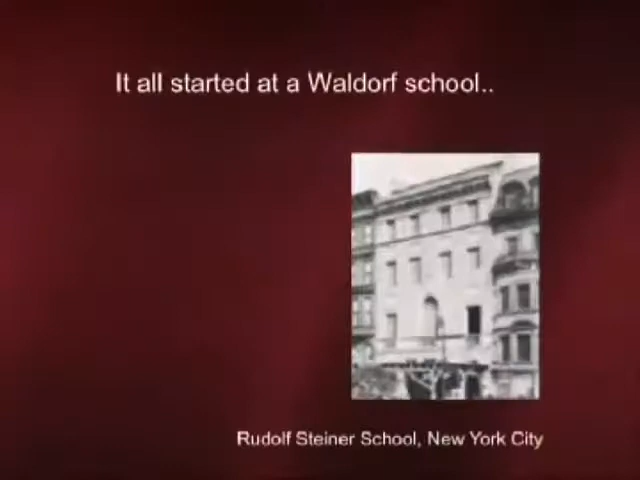 It all started at a Waldorf school..
Rudolf Steiner School, New York City